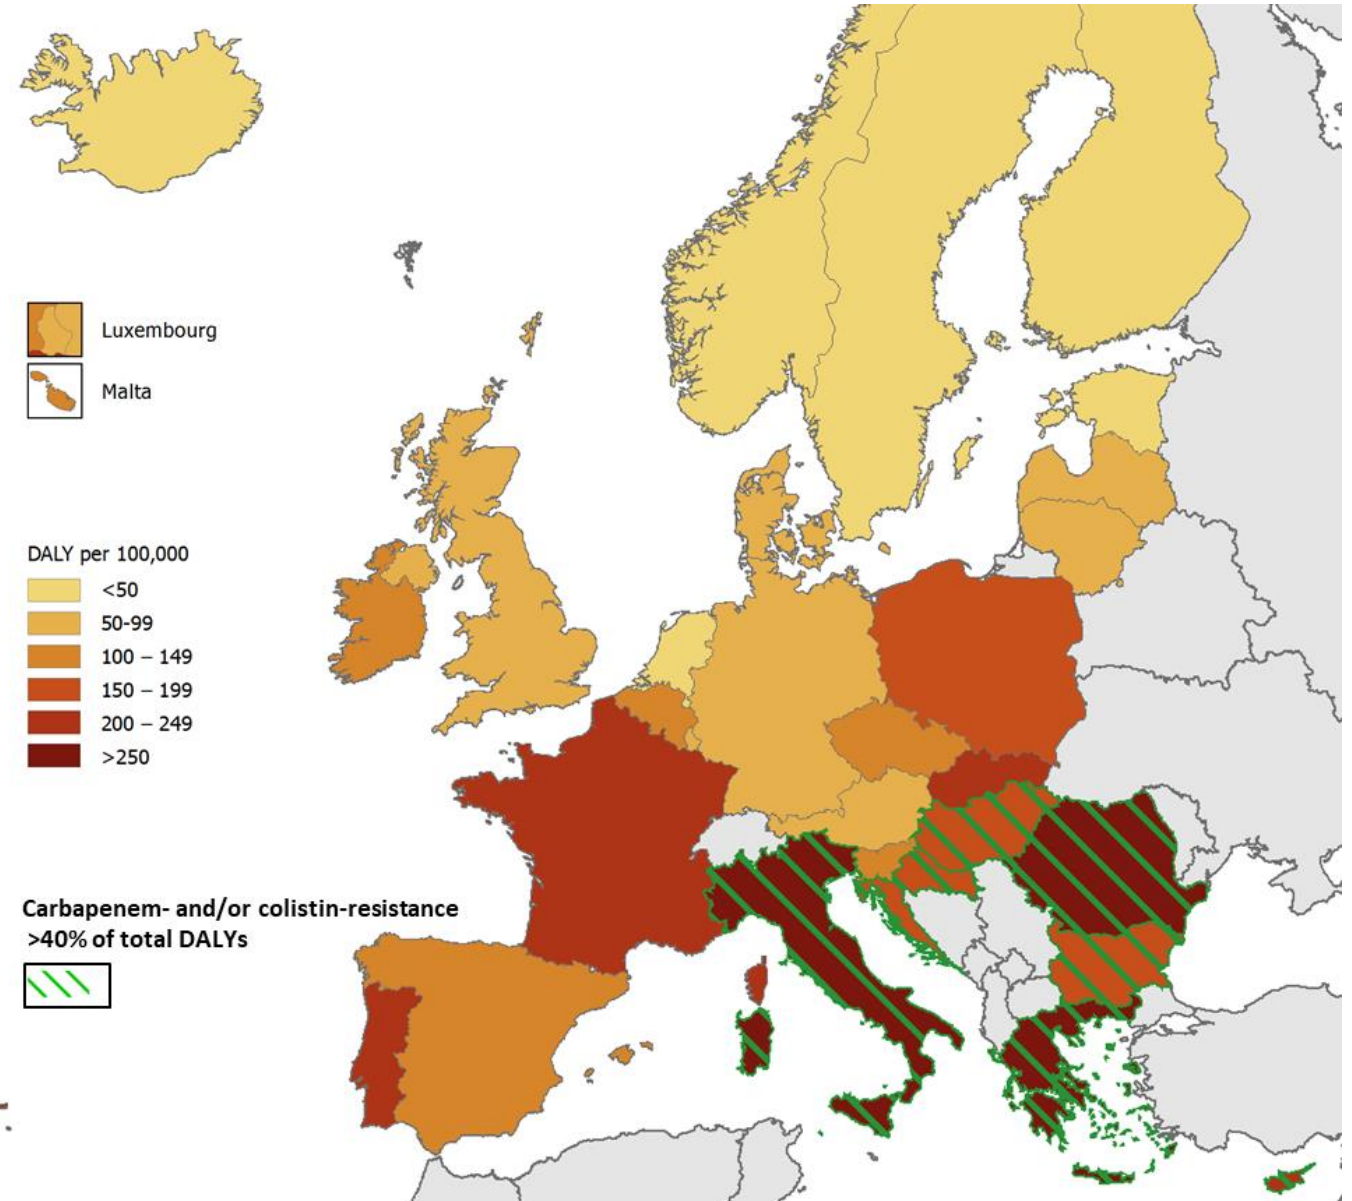 Luxembourg
Malta
DALY per 100,000
<50
50-99
100 – 149
150 – 199
200 – 249
>250
Carbapenem- and/or colistin-resistance
>40% of total DALYs